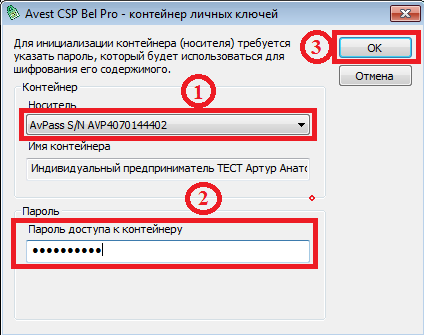 Avest CSP Bel Pro - контейнер личных ключей
Для инициализации контейнера (носителя) требуется
указать пароль, который будет использоваться для
шифрования его содержимого.
3
OK
Отмена
Контейнер
1
Носитель
AvPass S/N AVP4070144402
Имя контейнера
Индивидуальный предприниматель ТЕСТ Артур Анато
2
Пароль
Пароль доступа к контейнеру
••••••••••